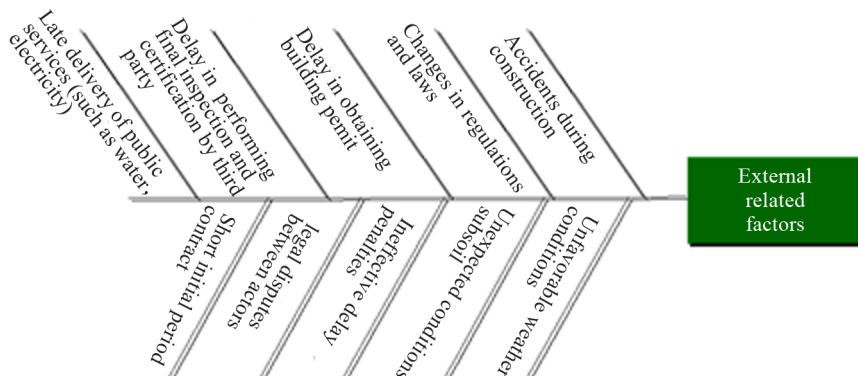 Late delivery of public
services (such as water,
electricity)
Delay in performing
final inspection and
certification by third
party
Delay in obtaining
building pemit
Changes in regulations
and laws
Accidents during
construction
External
related
factors
Short initial period
contract
legal disputes
between actors
Ineffective delay
penalties
Unexpected conditions
subsoil
Unfavorable weather
conditions